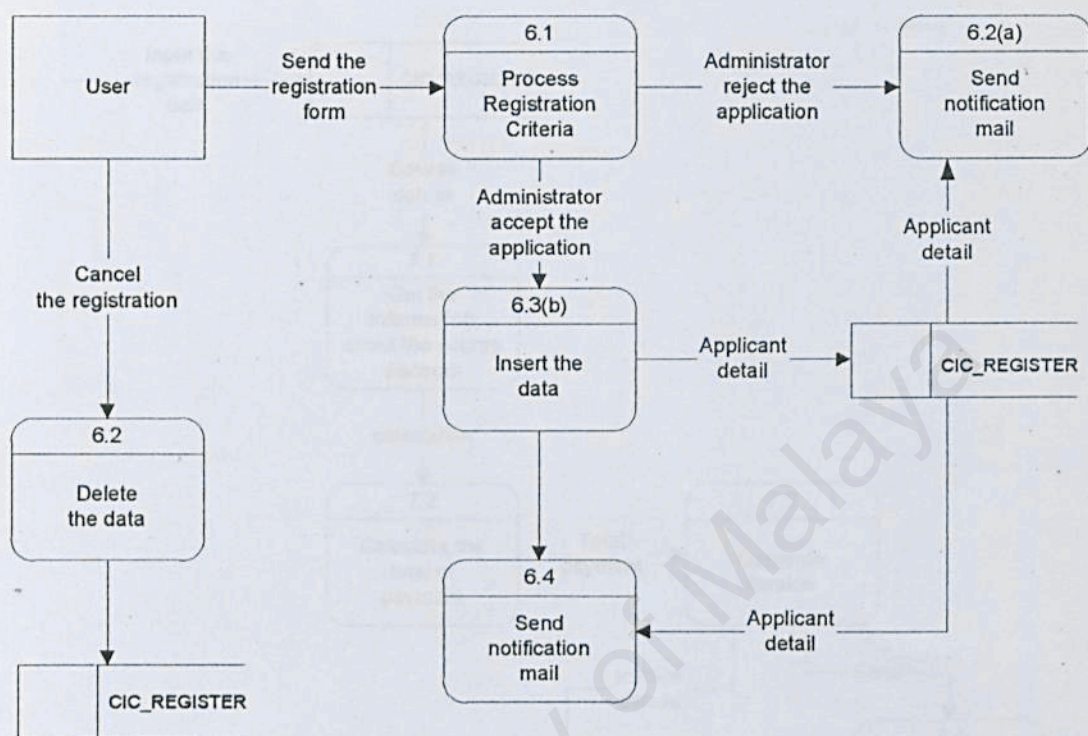 User
Send the
registration
form
6.1
Process
Registration
Criteria
Administrator
reject the
application
6.2(a)
Send
notification
mail
Administrator
accept the
application
Applicant
detail
Cancel
the registration
6.3(b)
Insert the
data
Applicant
detail
CIC_REGISTER
6.2
Delete
the data
6.4
Send
notification
mail
Applicant
detail
CIC_REGISTER
of Malaya